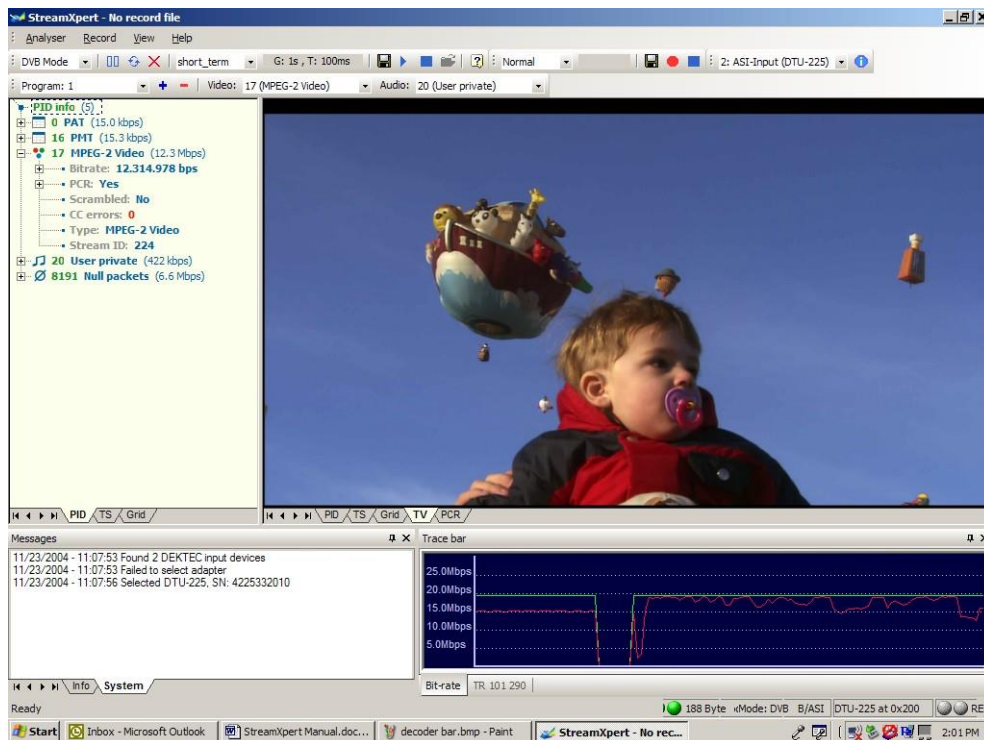 StreamXpert - No record file
Analyser Record View Help
DVB Mode short_term G: 1s , T: 100ms Normal 2: ASI-Input (DTU-225)
Program: 1 Video: 17 (MPEG-2 Video) Audio: 20 (User private)
PID info (5)
0 PAT (15.0 kbps)
16 PMT (15.3 kbps)
17 MPEG-2 Video (12.3 Mbps)
Bitrate: 12.314.978 bps
PCR: Yes
Scrambled: No
CC errors: 0
Type: MPEG-2 Video
Stream ID: 224
20 User private (422 kbps)
8191 Null packets (6.6 Mbps)
PID TS Grid
PID TS Grid TV PCR
Messages
11/23/2004 - 11:07:53 Found 2 DEKTEC input devices
11/23/2004 - 11:07:53 Failed to select adapter
11/23/2004 - 11:07:56 Selected DTU-225, SN: 4225332010
Info System
Trace bar
25.0Mbps
20.0Mbps
15.0Mbps
10.0Mbps
5.0Mbps
Bit-rate TR 101 290
Ready 188 Byte Mode: DVB B/ASI DTU-225 at 0x200 RE
Start Inbox - Microsoft Outlook StreamXpert Manual.doc... decoder bar.bmp - Paint StreamXpert - No rec... 2:01 PM